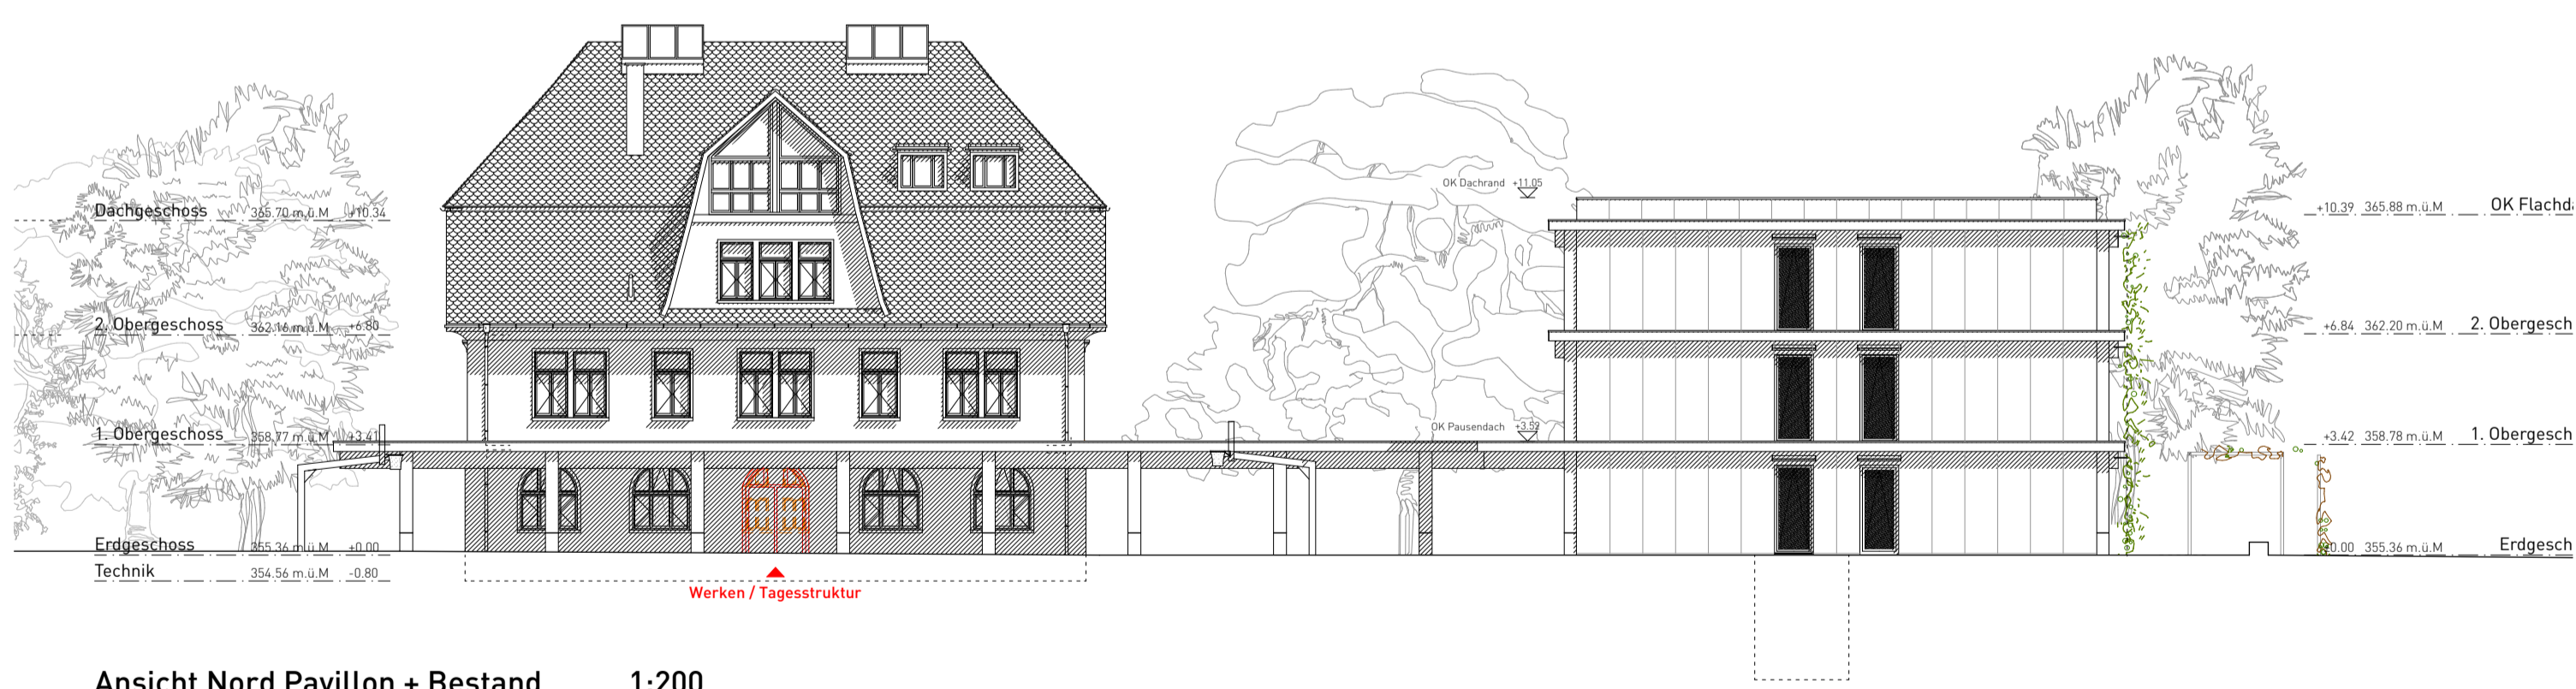 OK Dachrand +11.05
Dachgeschoss 365.70 m.ü.M +10.34
+10.39 365.88 m.ü.M OK Flachd
2. Obergeschoss 362.16 m.ü.M +6.80
+6.84 362.20 m.ü.M 2. Obergesch
OK Pausendach +3.52
1. Obergeschoss 358.77 m.ü.M +3.41
+3.42 358.78 m.ü.M 1. Obergesch
Erdgeschoss 355.36 m.ü.M +0.00
±0.00 355.36 m.ü.M Erdgesch
Technik 354.56 m.ü.M -0.80
Werken / Tagesstruktur
Ansicht Nord Pavillon + Bestand 1:200